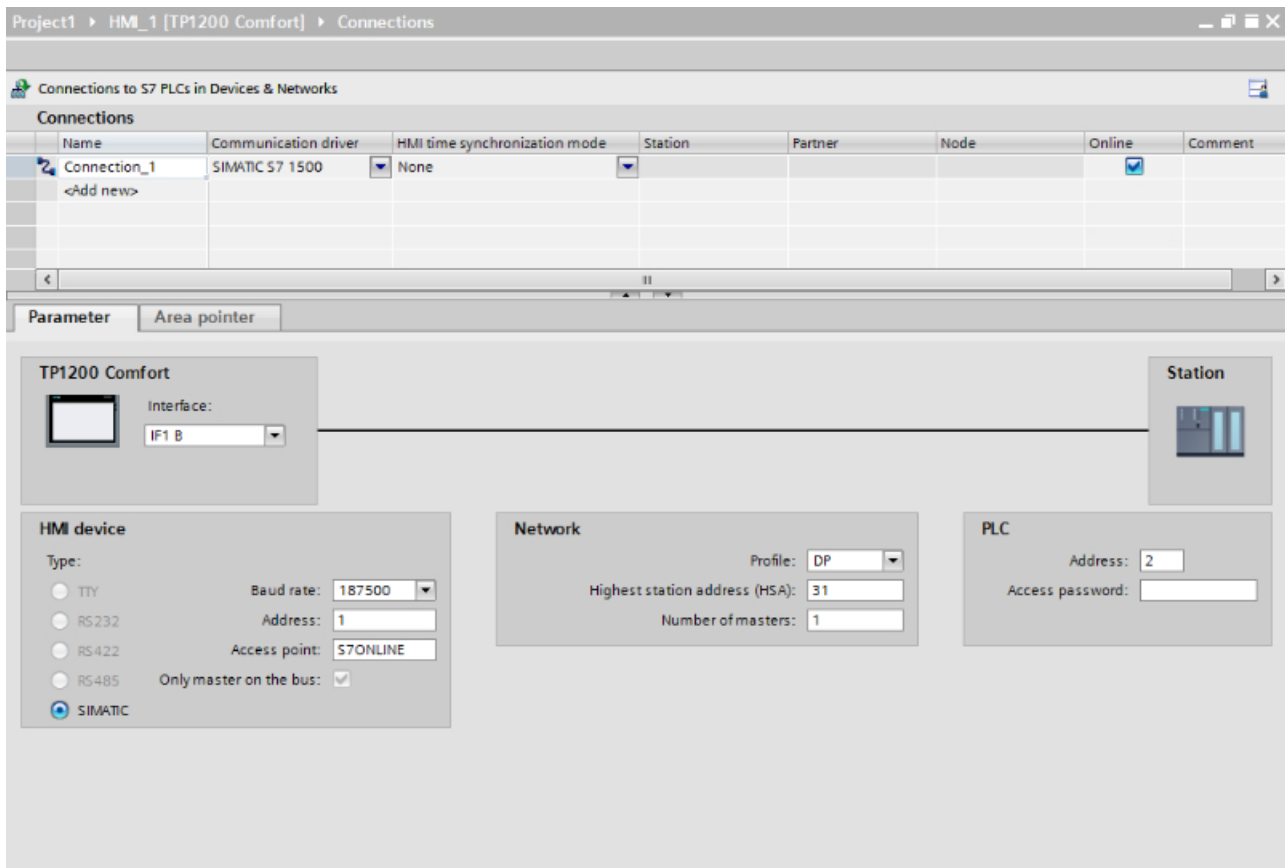 Project1 ▸ HMI_1 [TP1200 Comfort] ▸ Connections
Connections to S7 PLCs in Devices & Networks
Connections
Name Communication driver HMI time synchronization mode Station Partner Node Online Comment
Connection_1 SIMATIC S7 1500 None
<Add new>
Parameter Area pointer
TP1200 Comfort Station
Interface:
IF1 B
HMI device Network PLC
Type: Profile: DP Address: 2
TTY Baud rate: 187500 Highest station address (HSA): 31 Access password:
RS232 Address: 1 Number of masters: 1
RS422 Access point: S7ONLINE
RS485 Only master on the bus:
SIMATIC